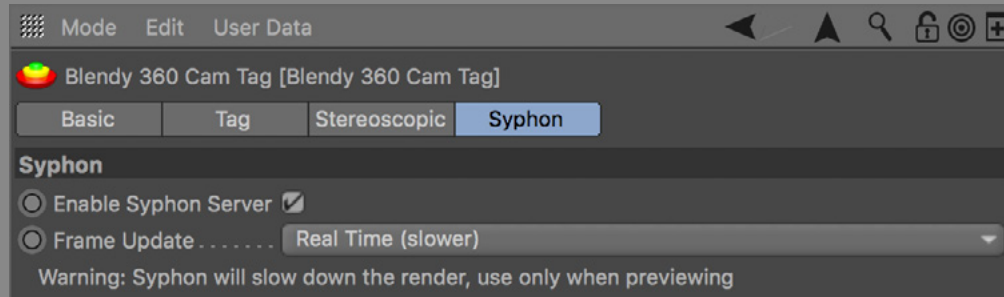 Mode Edit User Data
Blendy 360 Cam Tag [Blendy 360 Cam Tag]
Basic Tag Stereoscopic Syphon
Syphon
Enable Syphon Server
Frame Update....... Real Time (slower)
Warning: Syphon will slow down the render, use only when previewing